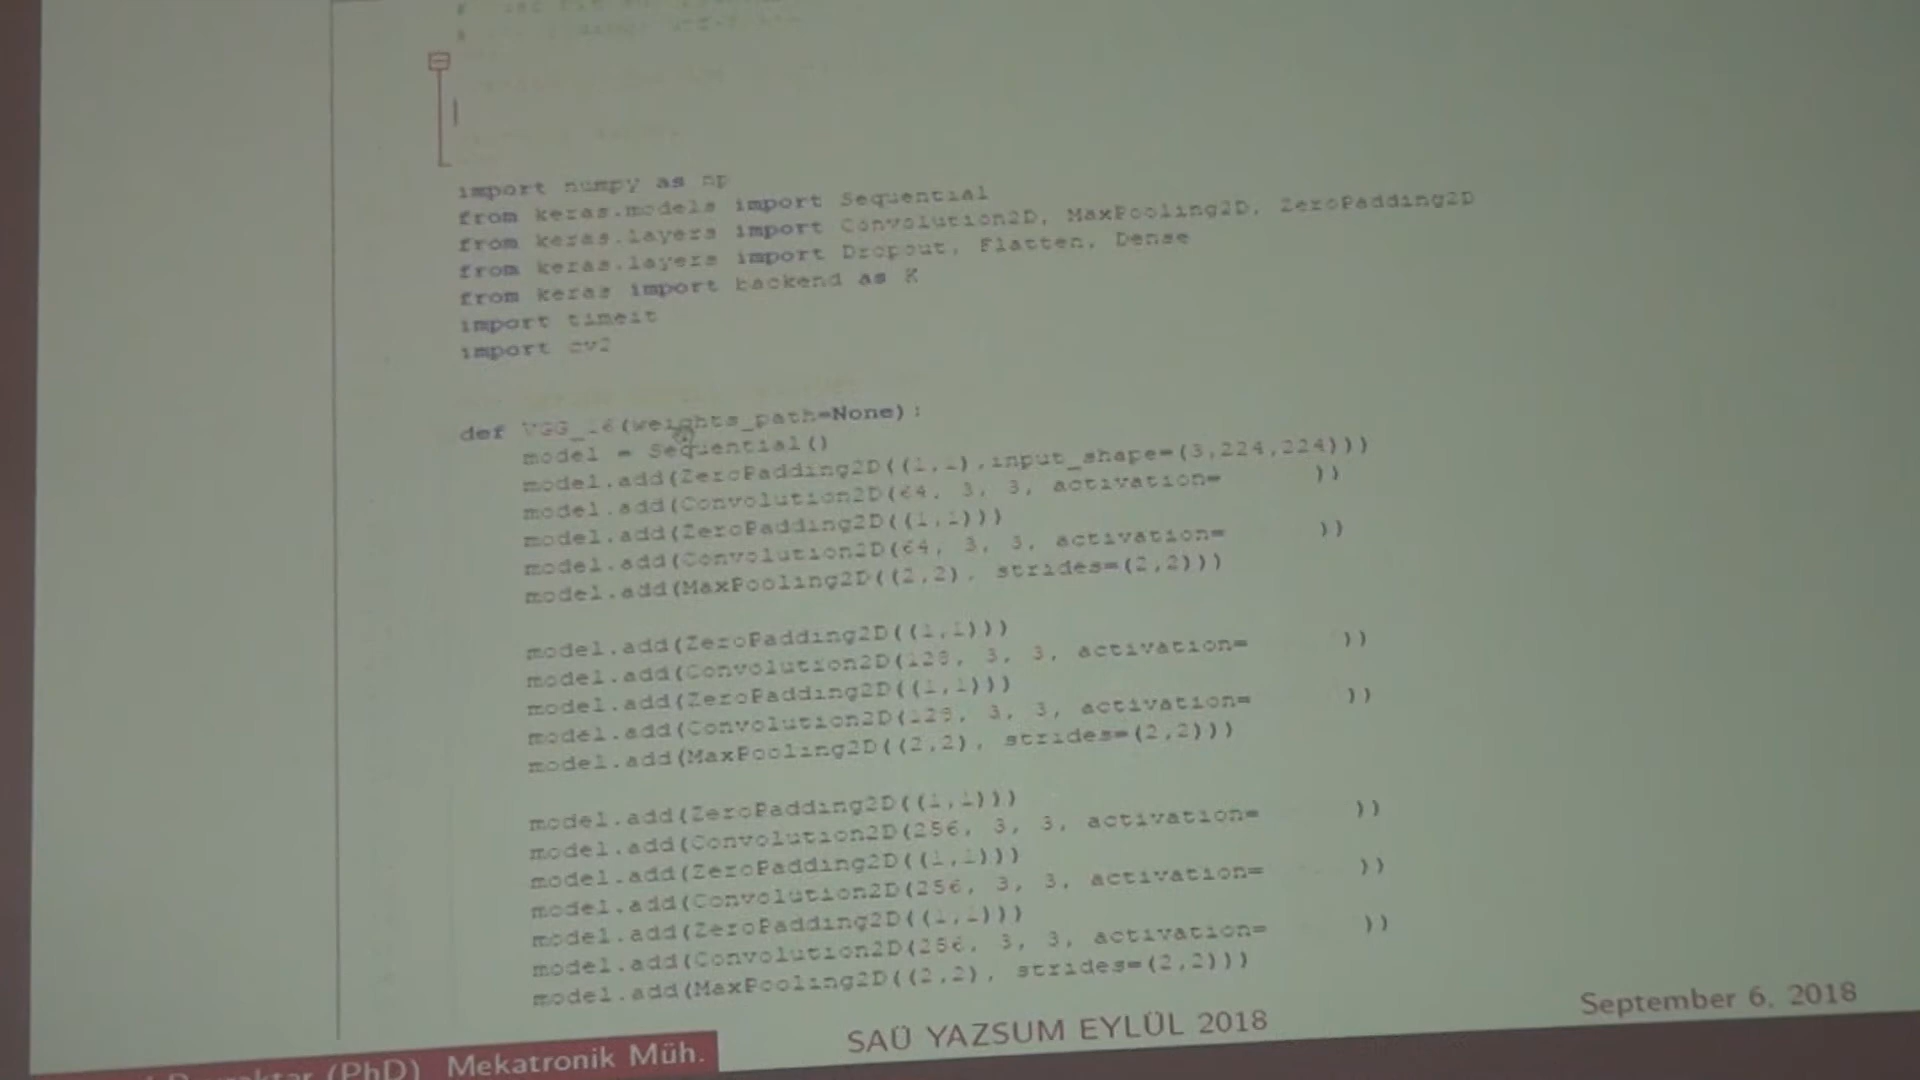 import numpy as np
from keras.models import Sequential
from keras.layers import Convolution2D, MaxPooling2D, ZeroPadding2D
from keras.layers import Dropout, Flatten, Dense
from keras import backend as K
import timeit
import cv2
def VGG_16(weights_path=None):
model = Sequential()
model.add(ZeroPadding2D((1,1),input_shape=(3,224,224)))
model.add(Convolution2D(64, 3, 3, activation= ))
model.add(ZeroPadding2D((1,1)))
model.add(Convolution2D(64, 3, 3, activation= ))
model.add(MaxPooling2D((2,2), strides=(2,2)))
model.add(ZeroPadding2D((1,1)))
model.add(Convolution2D(128, 3, 3, activation= ))
model.add(ZeroPadding2D((1,1)))
model.add(Convolution2D(128, 3, 3, activation= ))
model.add(MaxPooling2D((2,2), strides=(2,2)))
model.add(ZeroPadding2D((1,1)))
model.add(Convolution2D(256, 3, 3, activation= ))
model.add(ZeroPadding2D((1,1)))
model.add(Convolution2D(256, 3, 3, activation= ))
model.add(ZeroPadding2D((1,1)))
model.add(Convolution2D(256, 3, 3, activation= ))
model.add(MaxPooling2D((2,2), strides=(2,2)))
(PhD) Mekatronik Müh.
SAÜ YAZSUM EYLÜL 2018
September 6, 2018